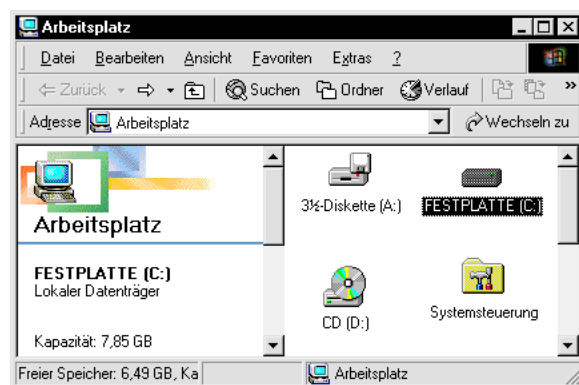 Arbeitsplatz
Datei Bearbeiten Ansicht Favoriten Extras ?
Zurück Suchen Ordner Verlauf »
Adresse Arbeitsplatz Wechseln zu
Arbeitsplatz
FESTPLATTE (C:)
Lokaler Datenträger
Kapazität: 7,85 GB
3½-Diskette (A:) FESTPLATTE (C:)
CD (D:) Systemsteuerung
Freier Speicher: 6,49 GB, Ka Arbeitsplatz